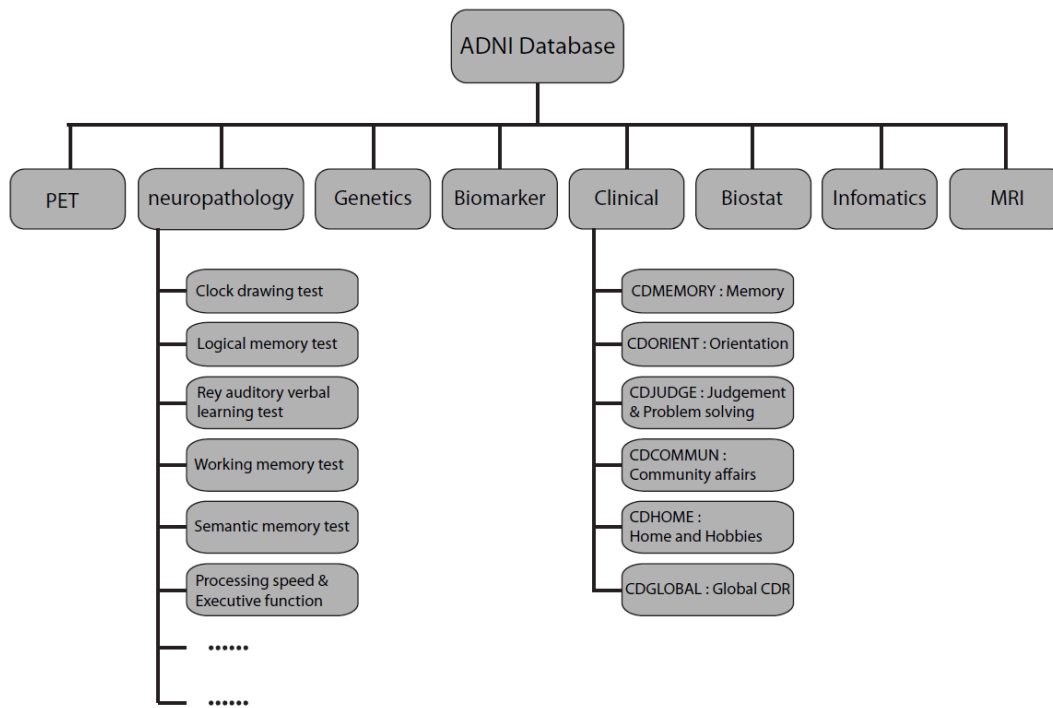 ADNI Database
PET
neuropathology
Genetics
Biomarker
Clinical
Biostat
Infomatics
MRI
Clock drawing test
Logical memory test
Rey auditory verbal
learning test
Working memory test
Semantic memory test
Processing speed &
Executive function
......
......
CDMEMORY : Memory
CDORIENT : Orientation
CDJUDGE : Judgement
& Problem solving
CDCOMMUN :
Community affairs
CDHOME :
Home and Hobbies
CDGLOBAL : Global CDR